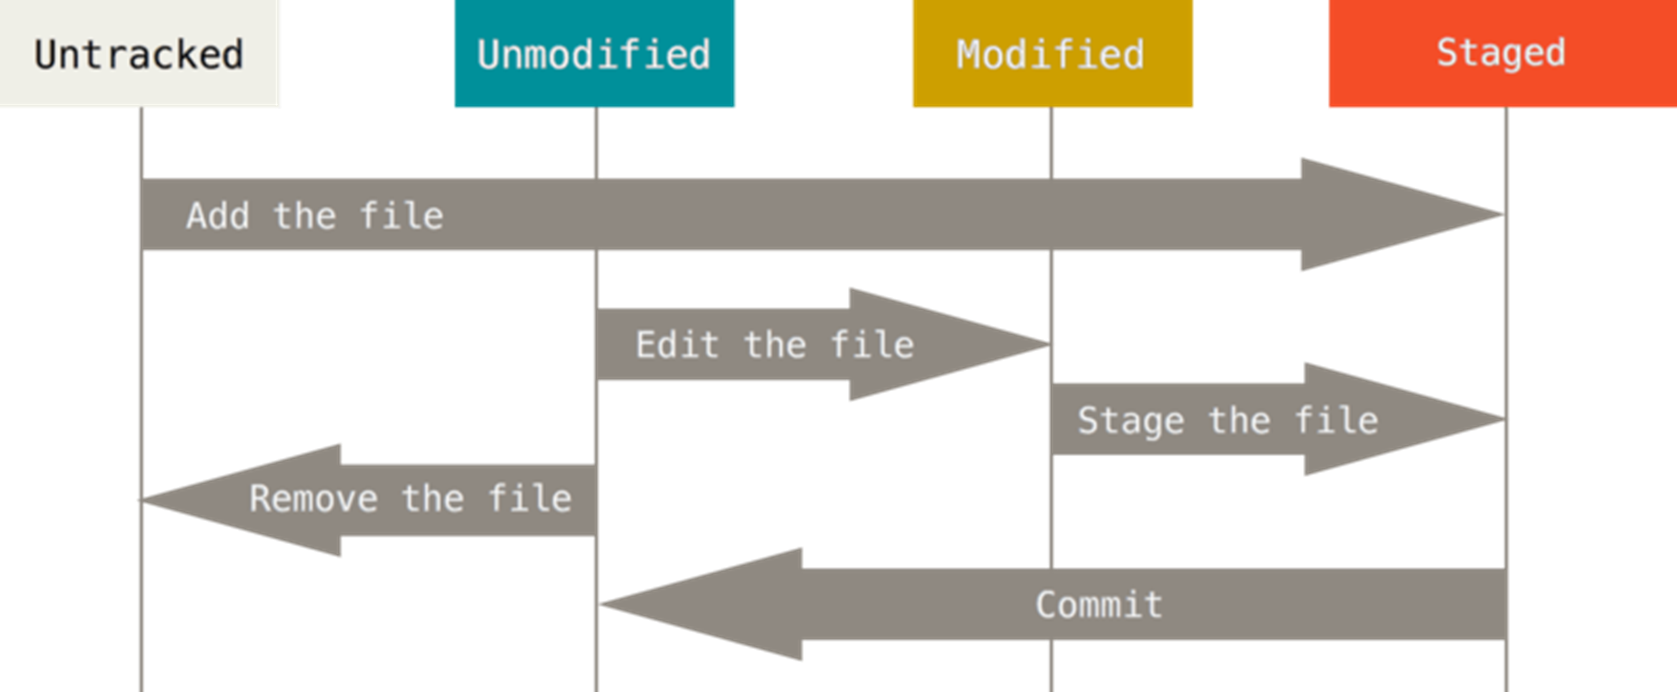 Untracked
Unmodified
Modified
Staged
Add the file
Edit the file
Stage the file
Remove the file
Commit